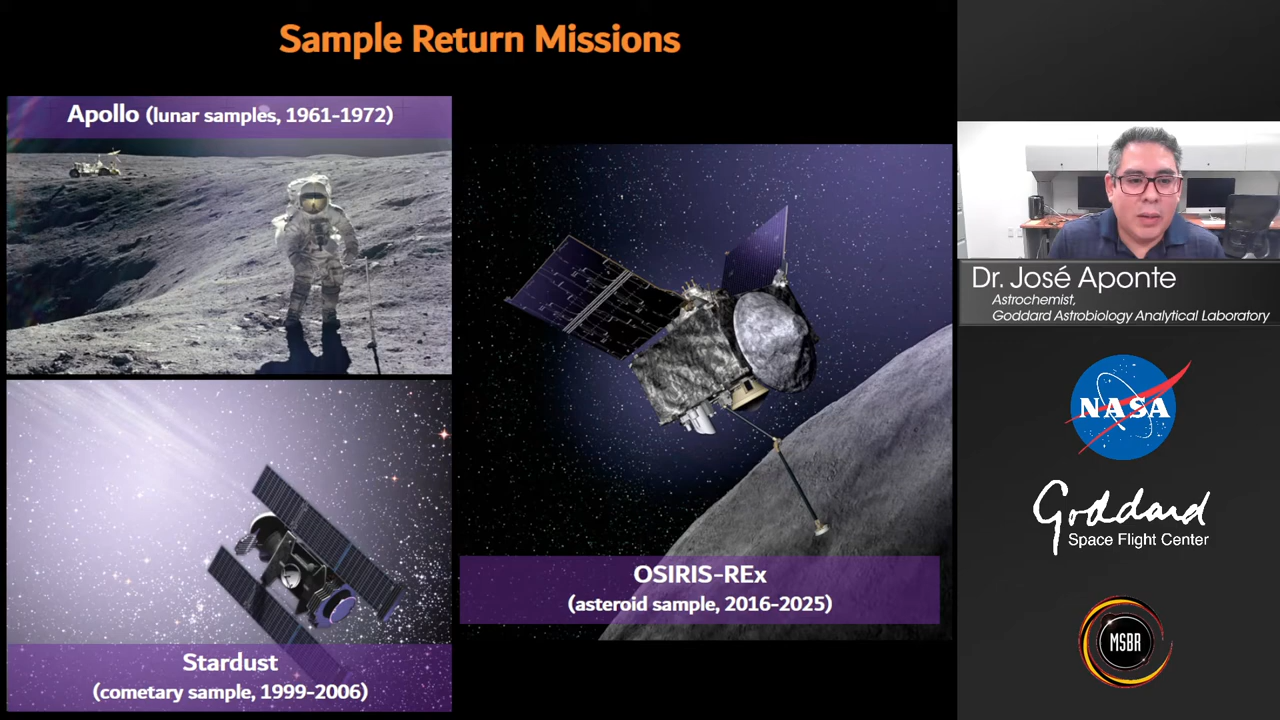 Sample Return Missions
Apollo (lunar samples, 1961-1972)
Stardust
(cometary sample, 1999-2006)
OSIRIS-REx
(asteroid sample, 2016-2025)
Dr. José Aponte
Astrochemist,
Goddard Astrobiology Analytical Laboratory
NASA
Goddard
Space Flight Center
MSBR